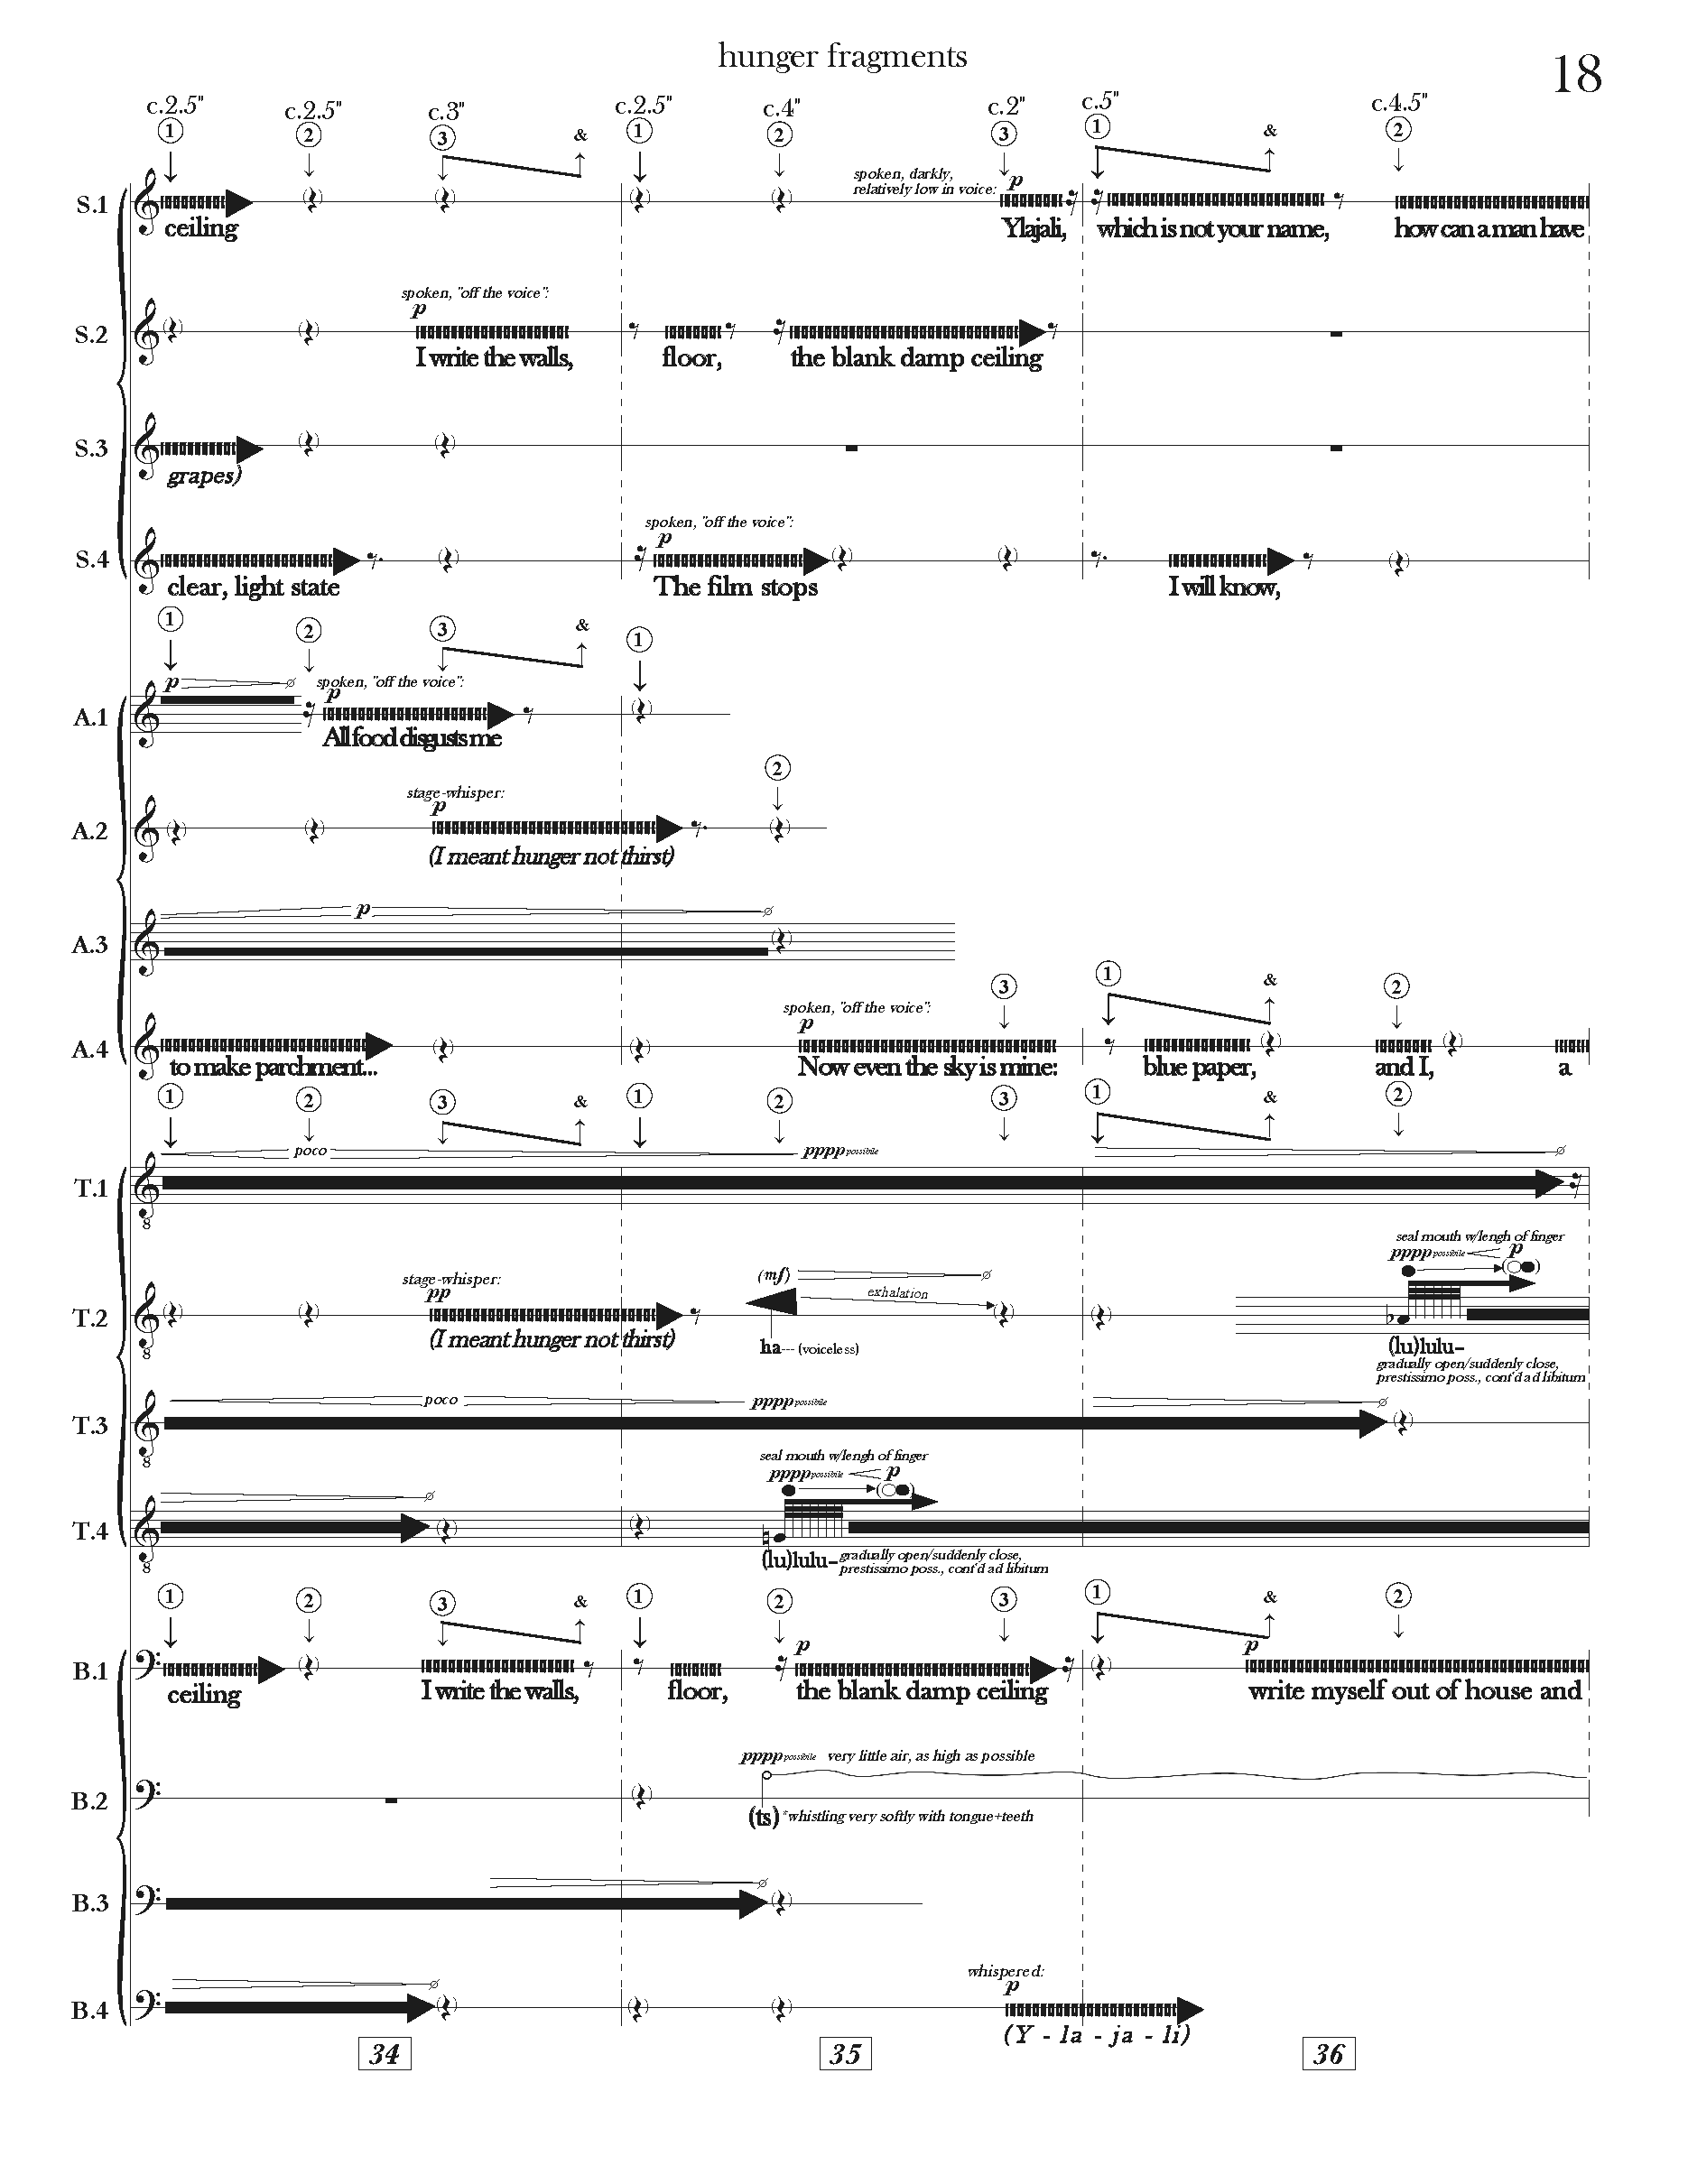 hunger fragments
18
c.2.5" c.2.5" c.3" c.2.5" c.4" c.2" c.5" c.4.5"
1 2 3 & 1 2 3 1 & 2
spoken, darkly,
relatively low in voice: p
S.1
ceiling Ylajali, which is not your name, how can a man have
spoken, "off the voice":
p
S.2
I write the walls, floor, the blank damp ceiling
S.3
grapes)
spoken, "off the voice":
p
S.4
clear, light state The film stops I will know,
1 2 3 & 1
p spoken, "off the voice":
p
A.1
All food disgusts me
2
stage-whisper:
p
A.2
(I meant hunger not thirst)
p
A.3
3 1 & 2
spoken, "off the voice":
p
A.4
to make parchment... Now even the sky is mine: blue paper, and I, a
1 2 3 & 1 2 3 1 & 2
poco pppp possibile
T.1
seal mouth w/lengh of finger
pppp possibile p
stage-whisper:
pp (mf) exhalation
T.2
(I meant hunger not thirst) ha--- (voiceless) (lu)lulu-
gradually open/suddenly close,
prestissimo poss., cont'd ad libitum
poco pppp possibile
T.3
seal mouth w/lengh of finger
pppp possibile p
T.4
(lu)lulu- gradually open/suddenly close,
prestissimo poss., cont'd ad libitum
1 2 3 & 1 2 3 1 & 2
p p
B.1
ceiling I write the walls, floor, the blank damp ceiling write myself out of house and
pppp possibile very little air, as high as possible
B.2
(ts) *whistling very softly with tongue+teeth
B.3
whispered:
p
B.4
(Y - la - ja - li)
34 35 36